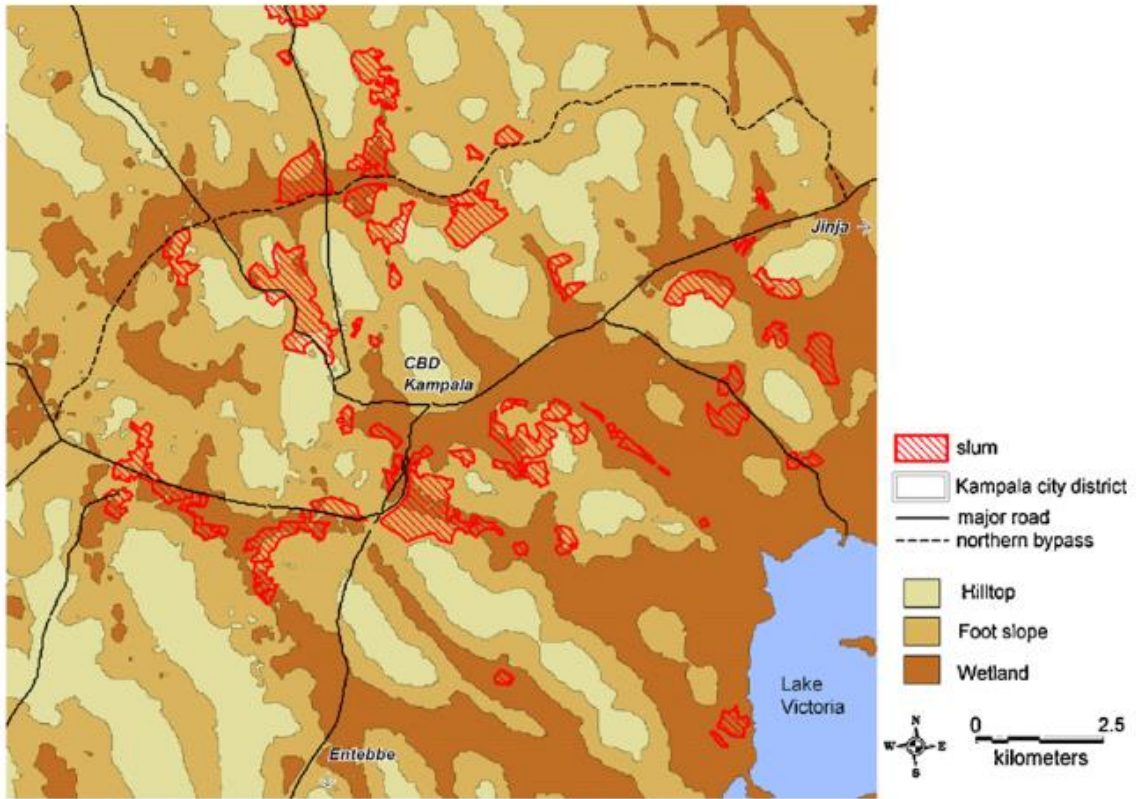 Jinja
CBD
Kampala
slum
Kampala city district
major road
northern bypass
Hilltop
Foot slope
Wetland
Lake
Victoria
Entebbe
N
W
E
S
0
2.5
kilometers